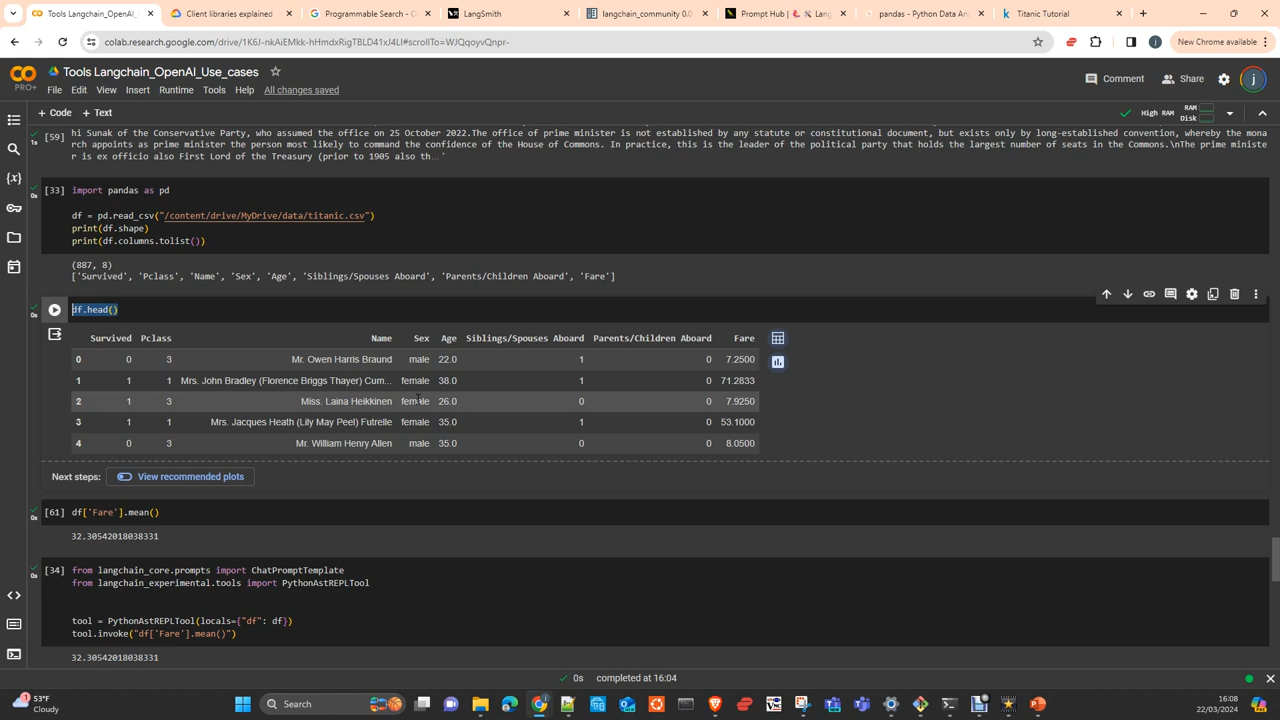 Tools Langchain_OpenAI_Use_c
Client libraries explained
Programmable Search - C
LangSmith
langchain_community 0.0
Prompt Hub
Lang
pandas - Python Data An
Titanic Tutorial
colab.research.google.com/drive/1K6J-nkAiEMkk-hHmdxRigTBLD41xJ4LI#scrollTo=WJQqoyvQnpr-
New Chrome available
CO
PRO+
Tools Langchain_OpenAI_Use_cases
Comment
Share
File Edit View Insert Runtime Tools Help All changes saved
+ Code + Text
High RAM
RAM
Disk
[59]
1s
hi Sunak of the Conservative Party, who assumed the office on 25 October 2022.The office of prime minister is not established by any statute or constitutional document, but exists only by long-established convention, whereby the mona
rch appoints as prime minister the person most likely to command the confidence of the House of Commons. In practice, this is the leader of the political party that holds the largest number of seats in the Commons.\nThe prime ministe
r is ex officio also First Lord of the Treasury (prior to 1905 also th…'
[33] import pandas as pd
0s
df = pd.read_csv("/content/drive/MyDrive/data/titanic.csv")
print(df.shape)
print(df.columns.tolist())
(887, 8)
['Survived', 'Pclass', 'Name', 'Sex', 'Age', 'Siblings/Spouses Aboard', 'Parents/Children Aboard', 'Fare']
df.head()
0s
Survived Pclass Name Sex Age Siblings/Spouses Aboard Parents/Children Aboard Fare
0 0 3 Mr. Owen Harris Braund male 22.0 1 0 7.2500
1 1 1 Mrs. John Bradley (Florence Briggs Thayer) Cum... female 38.0 1 0 71.2833
2 1 3 Miss. Laina Heikkinen female 26.0 0 0 7.9250
3 1 1 Mrs. Jacques Heath (Lily May Peel) Futrelle female 35.0 1 0 53.1000
4 0 3 Mr. William Henry Allen male 35.0 0 0 8.0500
Next steps: View recommended plots
[61] df['Fare'].mean()
0s
32.30542018038331
[34] from langchain_core.prompts import ChatPromptTemplate
0s
from langchain_experimental.tools import PythonAstREPLTool
tool = PythonAstREPLTool(locals={"df": df})
tool.invoke("df['Fare'].mean()")
32.30542018038331
0s completed at 16:04
53°F
Cloudy
Search
16:08
22/03/2024